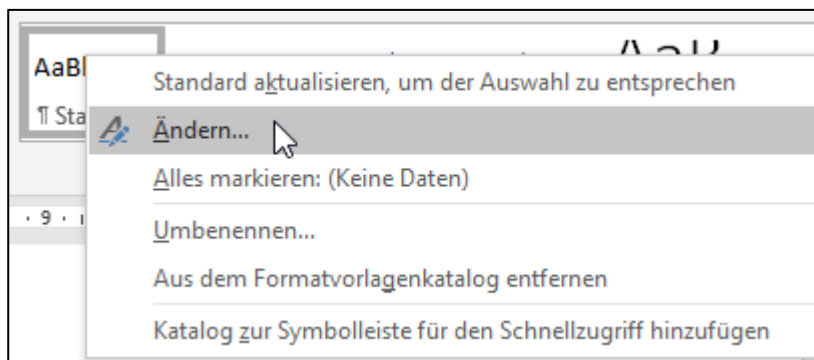 AaBl
Standard aktualisieren, um der Auswahl zu entsprechen
¶ Sta
Ändern...
Alles markieren: (Keine Daten)
· 9 ·
Umbenennen...
Aus dem Formatvorlagenkatalog entfernen
Katalog zur Symbolleiste für den Schnellzugriff hinzufügen